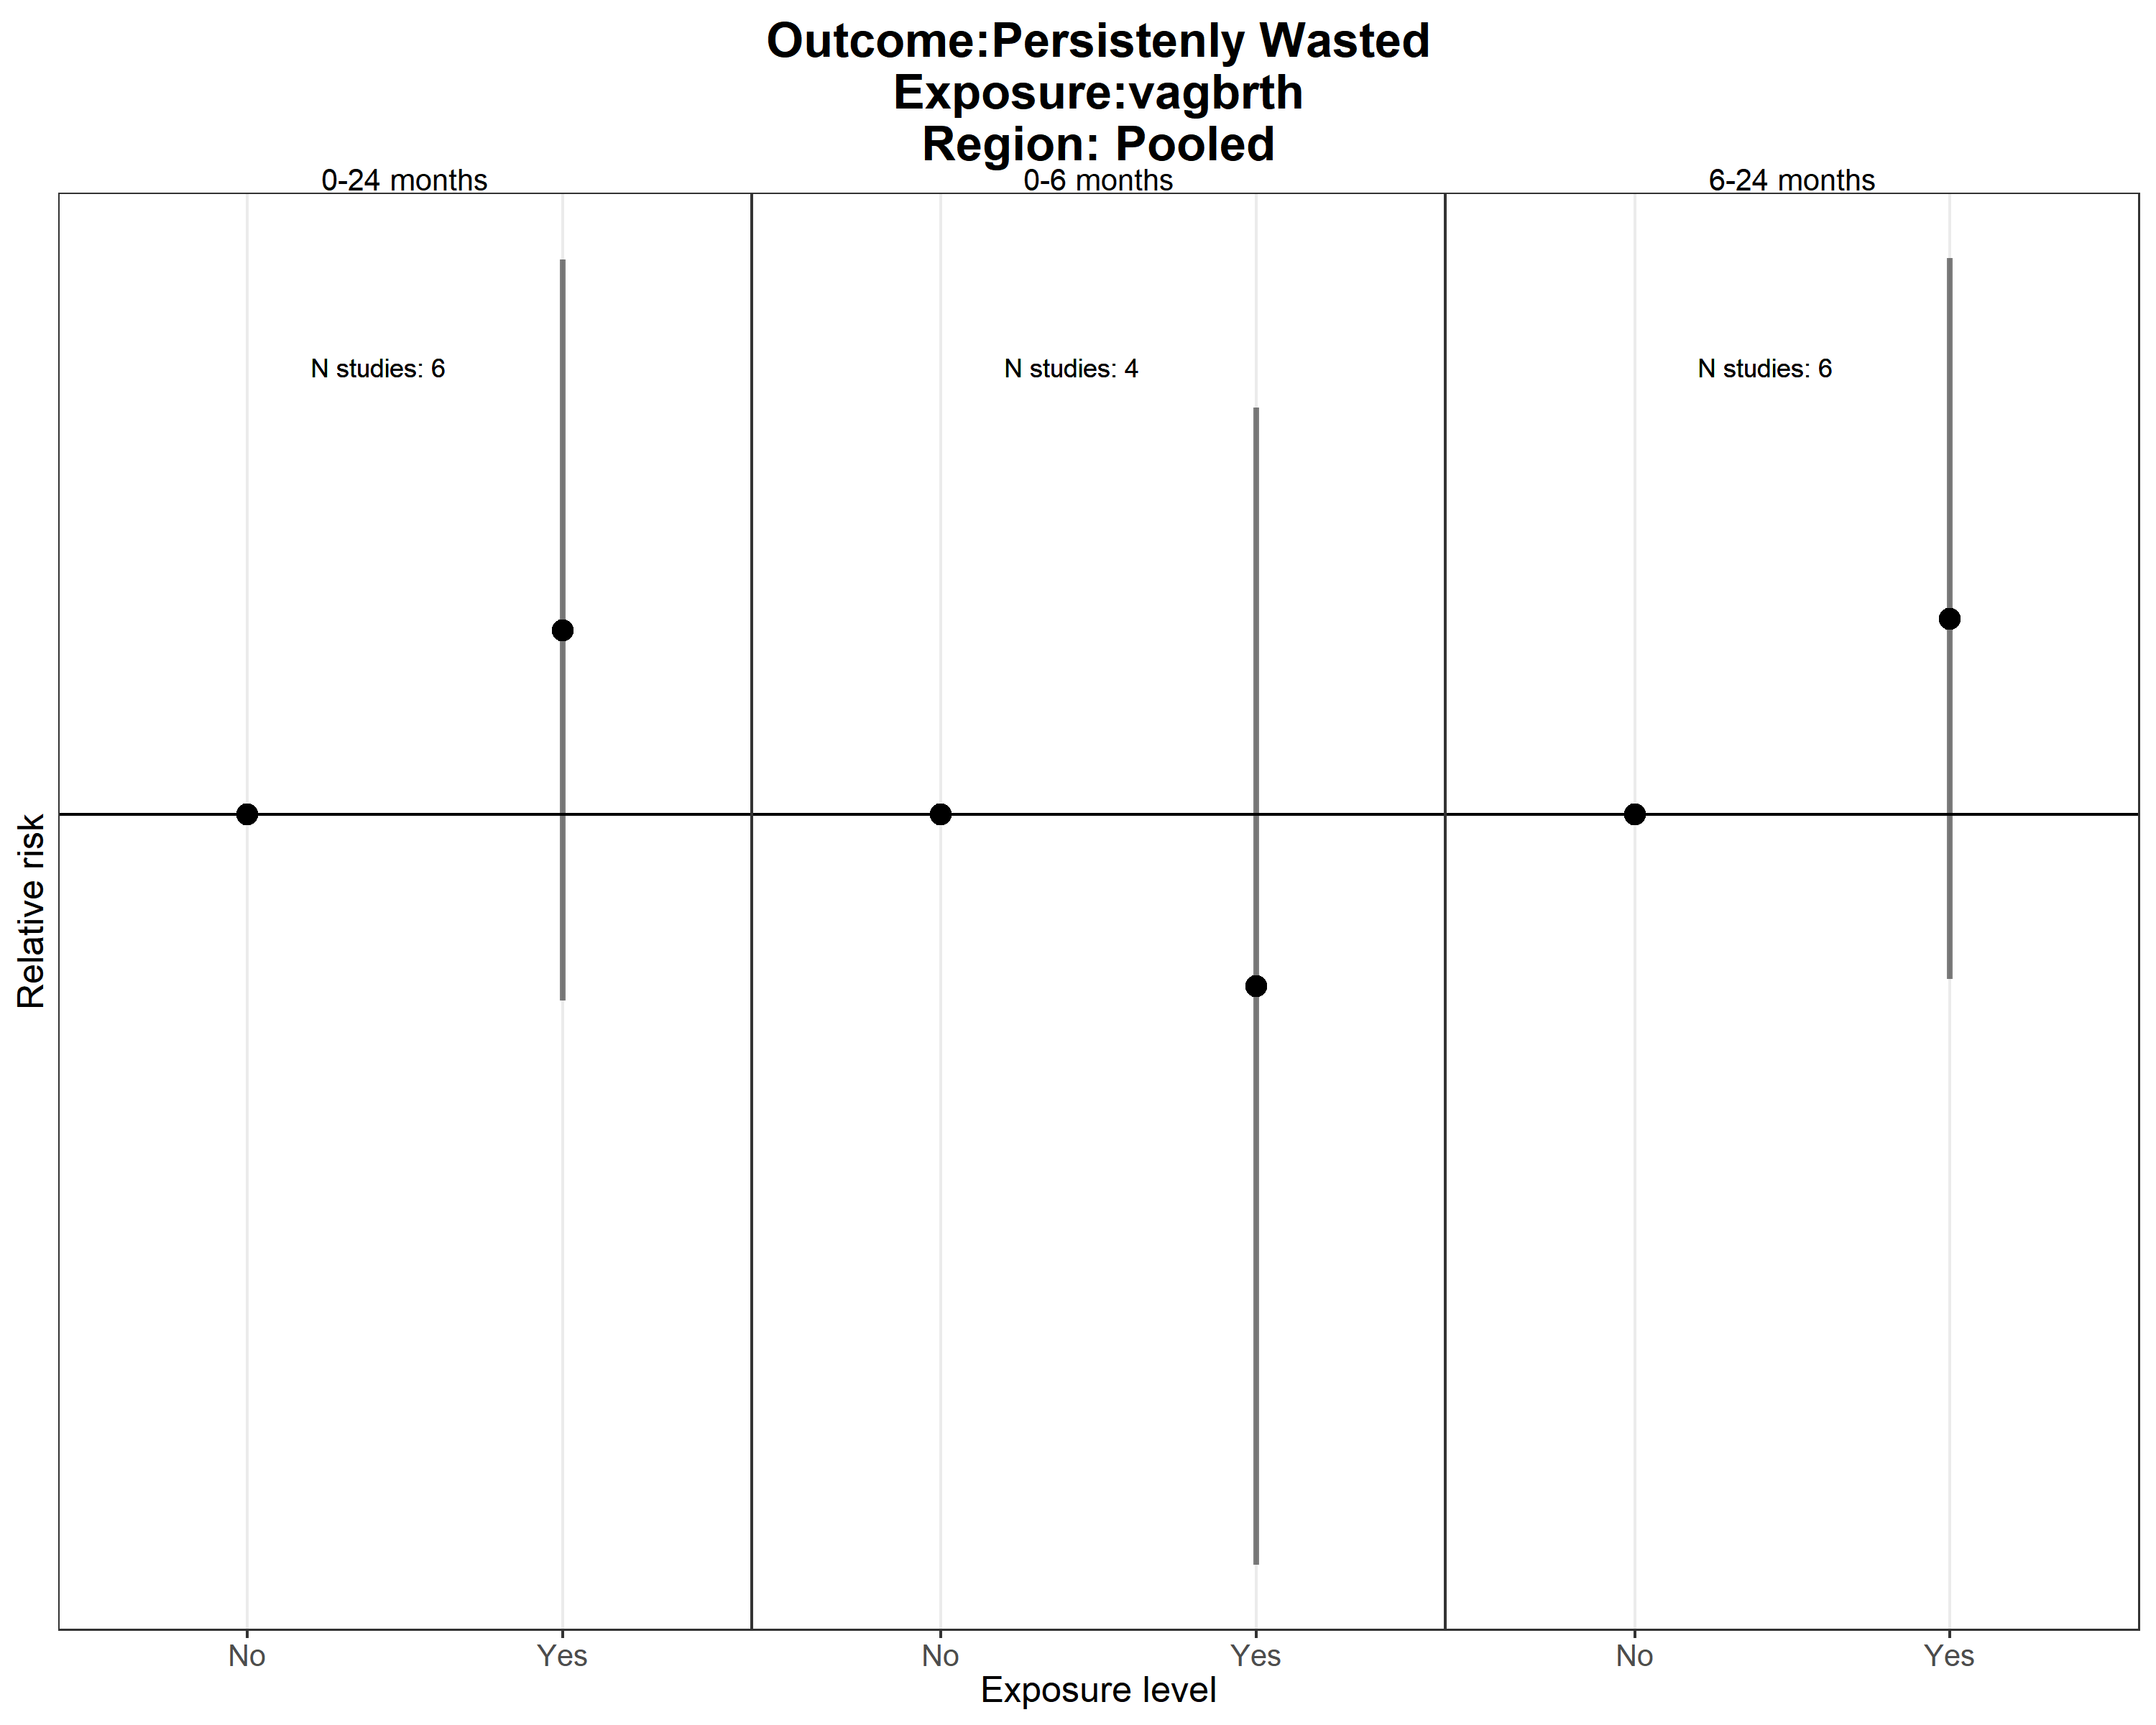 Outcome:Persistenly Wasted
Exposure:vagbrth
Region: Pooled
0-24 months
0-6 months
6-24 months
N studies: 6
N studies: 4
N studies: 6
Relative risk
No
Yes
No
Yes
No
Yes
Exposure level